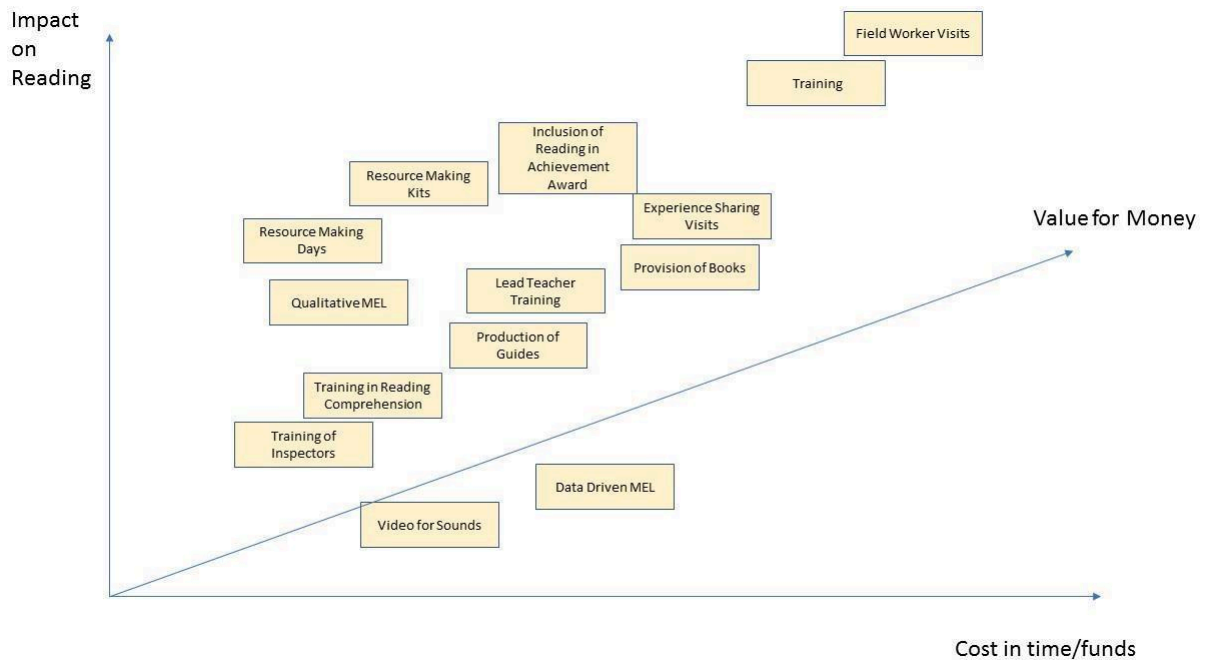 Impact
on
Reading
Field Worker Visits
Training
Inclusion of
Reading in
Achievement
Award
Resource Making
Kits
Experience Sharing
Visits
Value for Money
Resource Making
Days
Provision of Books
Lead Teacher
Training
Qualitative MEL
Production of
Guides
Training in Reading
Comprehension
Training of
Inspectors
Data Driven MEL
Video for Sounds
Cost in time/funds